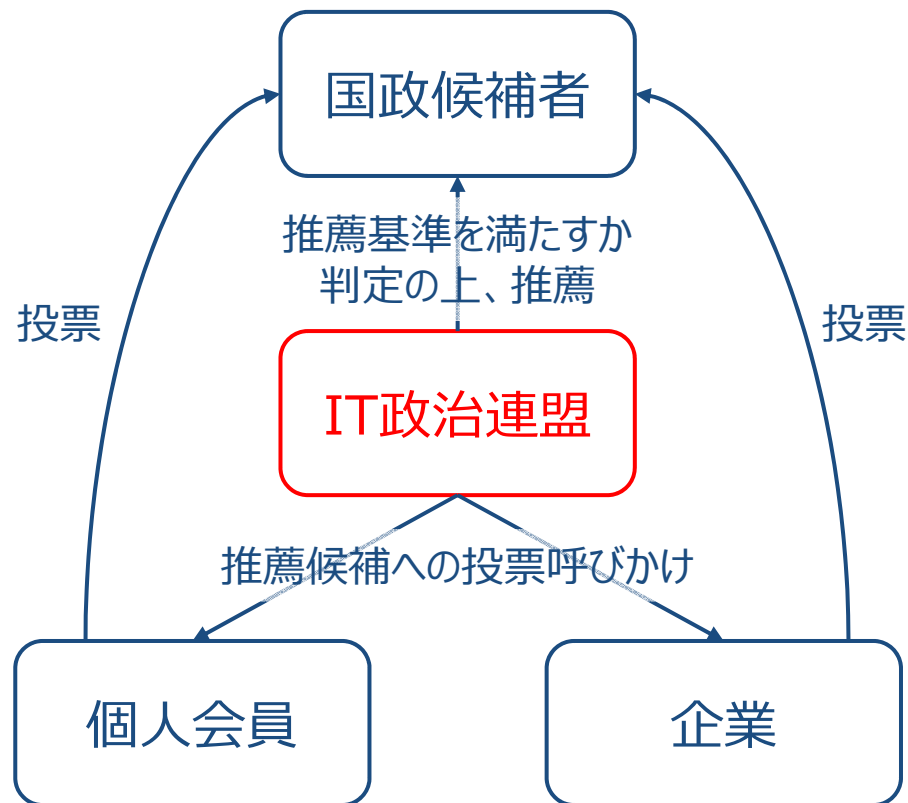 国政候補者
推薦基準を満たすか
判定の上、推薦
投票
投票
IT政治連盟
推薦候補への投票呼びかけ
個人会員
企業